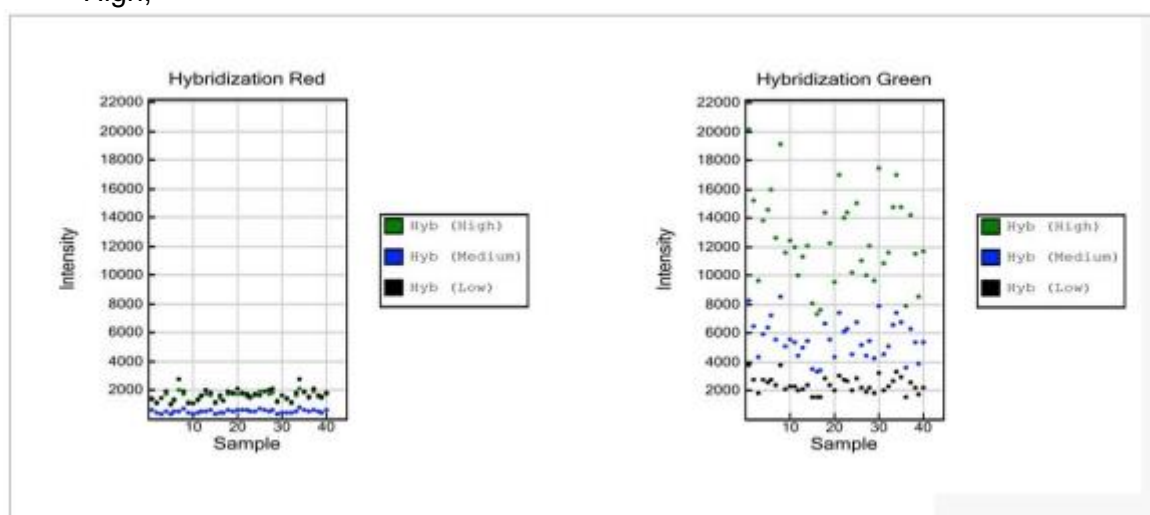 High,
Hybridization Red
22000
20000
18000
16000
14000
12000
10000
8000
6000
4000
2000
Intensity
10
20
30
40
Sample
Hyb (High)
Hyb (Medium)
Hyb (Low)
Hybridization Green
22000
20000
18000
16000
14000
12000
10000
8000
6000
4000
2000
Intensity
10
20
30
40
Sample
Hyb (High)
Hyb (Medium)
Hyb (Low)